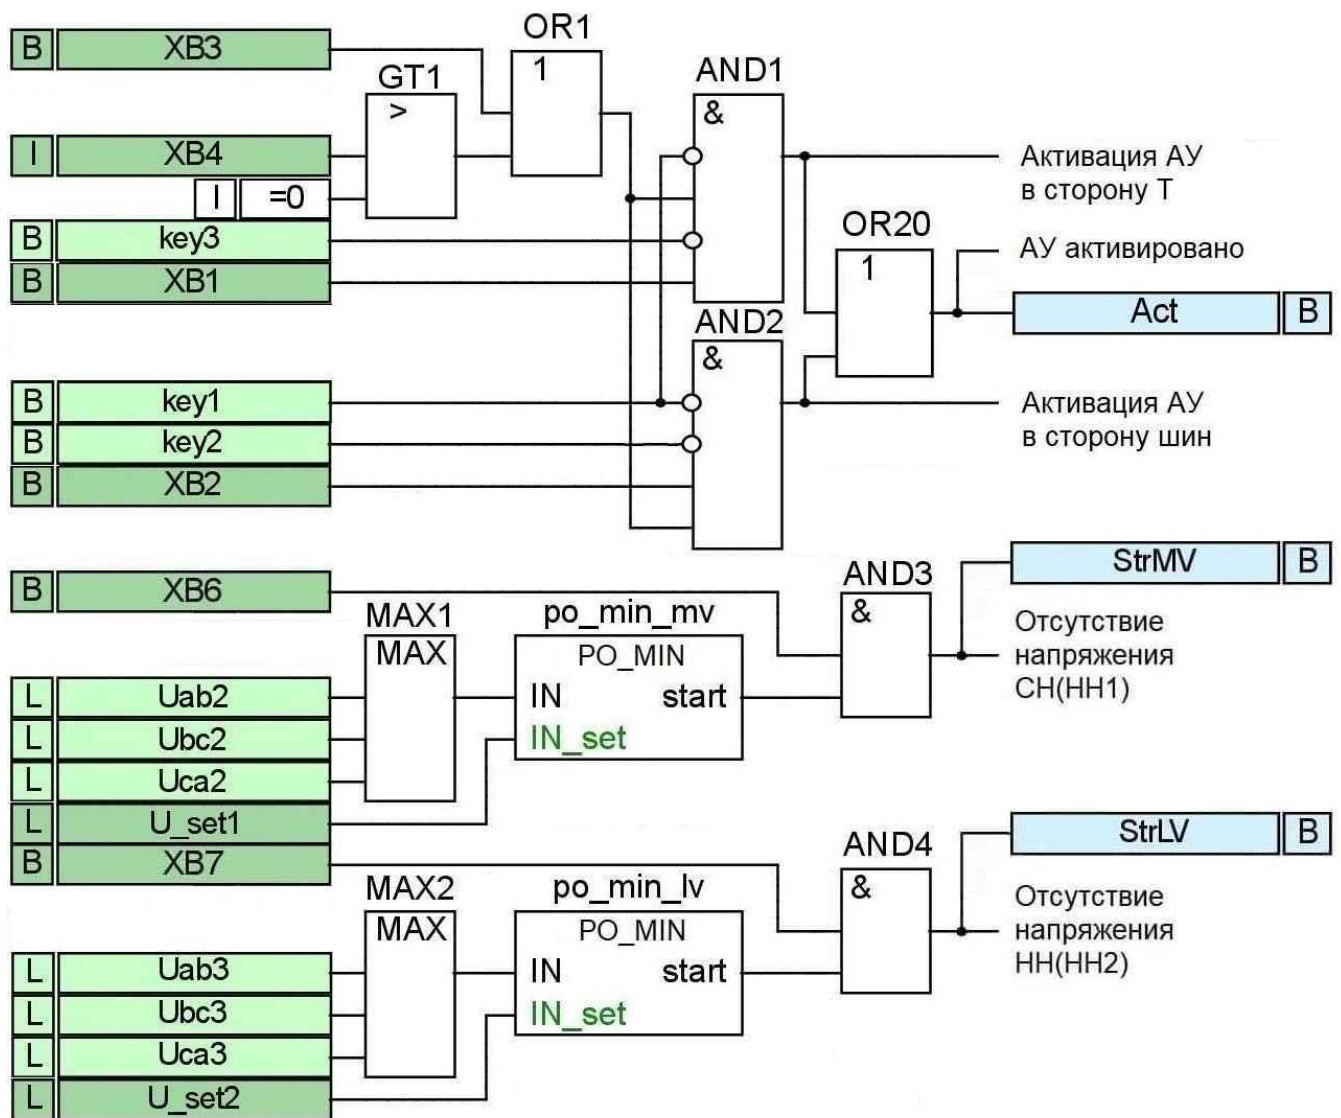 OR1
B XB3
GT1
1
AND1
>
&
I XB4
Активация АУ
в сторону Т
I =0
OR20
B key3
1
АУ активировано
B XB1
Act B
AND2
&
B key1
Активация АУ
в сторону шин
B key2
B XB2
StrMV B
AND3
B XB6
&
MAX1
po_min_mv
Отсутствие
напряжения
СН(НН1)
MAX
PO_MIN
L Uab2
IN start
L Ubc2
IN_set
L Uca2
L U_set1
StrLV B
AND4
B XB7
&
MAX2
po_min_lv
Отсутствие
напряжения
НН(НН2)
MAX
PO_MIN
L Uab3
IN start
L Ubc3
IN_set
L Uca3
L U_set2